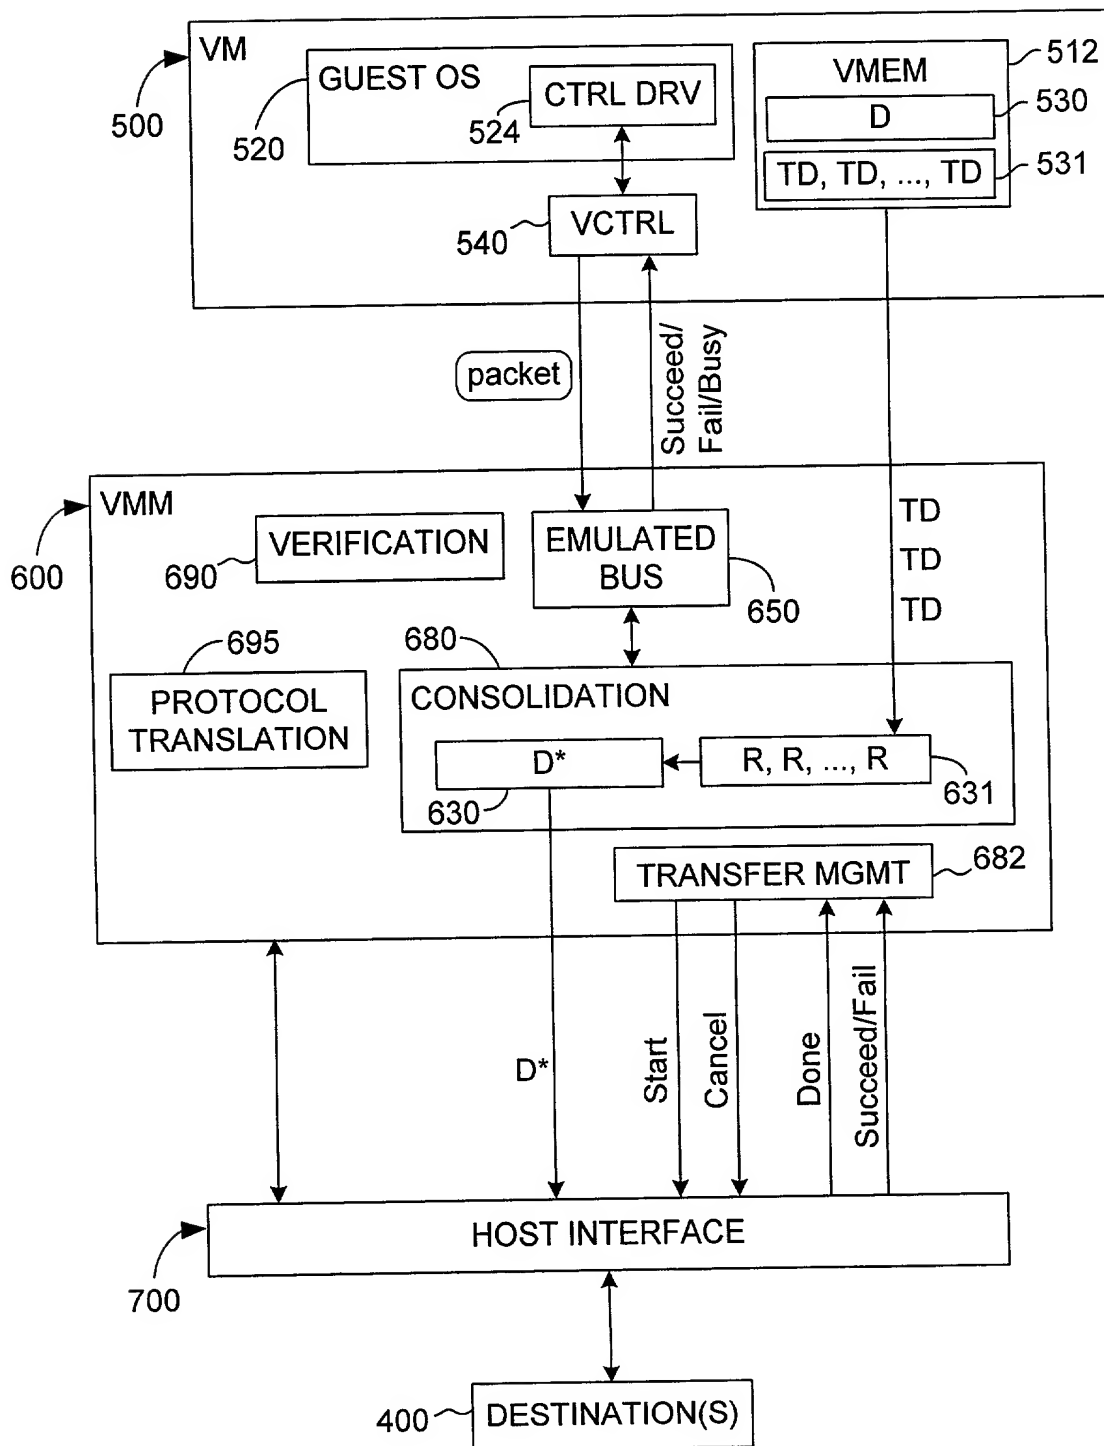 VM
500
GUEST OS
520
CTRL DRV
524
VMEM
512
D
530
TD, TD, ..., TD
531
VCTRL
540
packet
Succeed/
Fail/Busy
VMM
600
VERIFICATION
690
EMULATED
BUS
650
TD
TD
TD
695
PROTOCOL
TRANSLATION
680
CONSOLIDATION
D*
630
R, R, ..., R
631
TRANSFER MGMT
682
D*
Start
Cancel
Done
Succeed/Fail
HOST INTERFACE
700
400
DESTINATION(S)